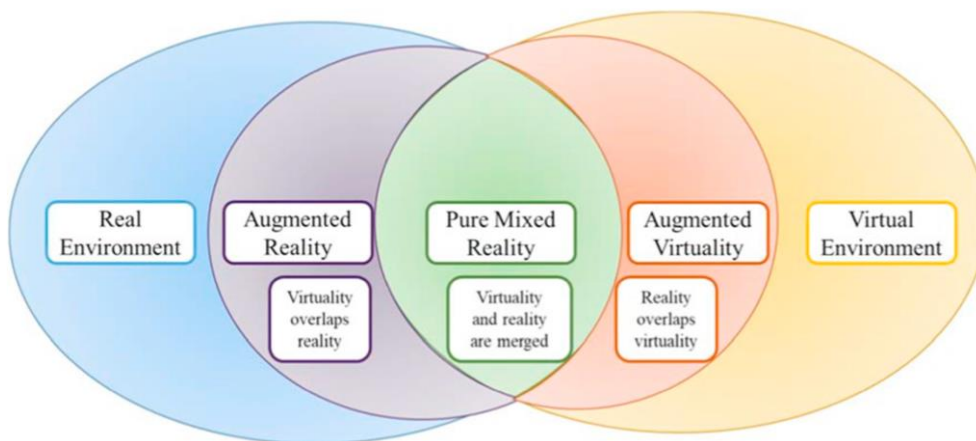 Real
Environment
Augmented
Reality
Pure Mixed
Reality
Augmented
Virtuality
Virtual
Environment
Virtuality
overlaps
reality
Virtuality
and reality
are merged
Reality
overlaps
virtuality